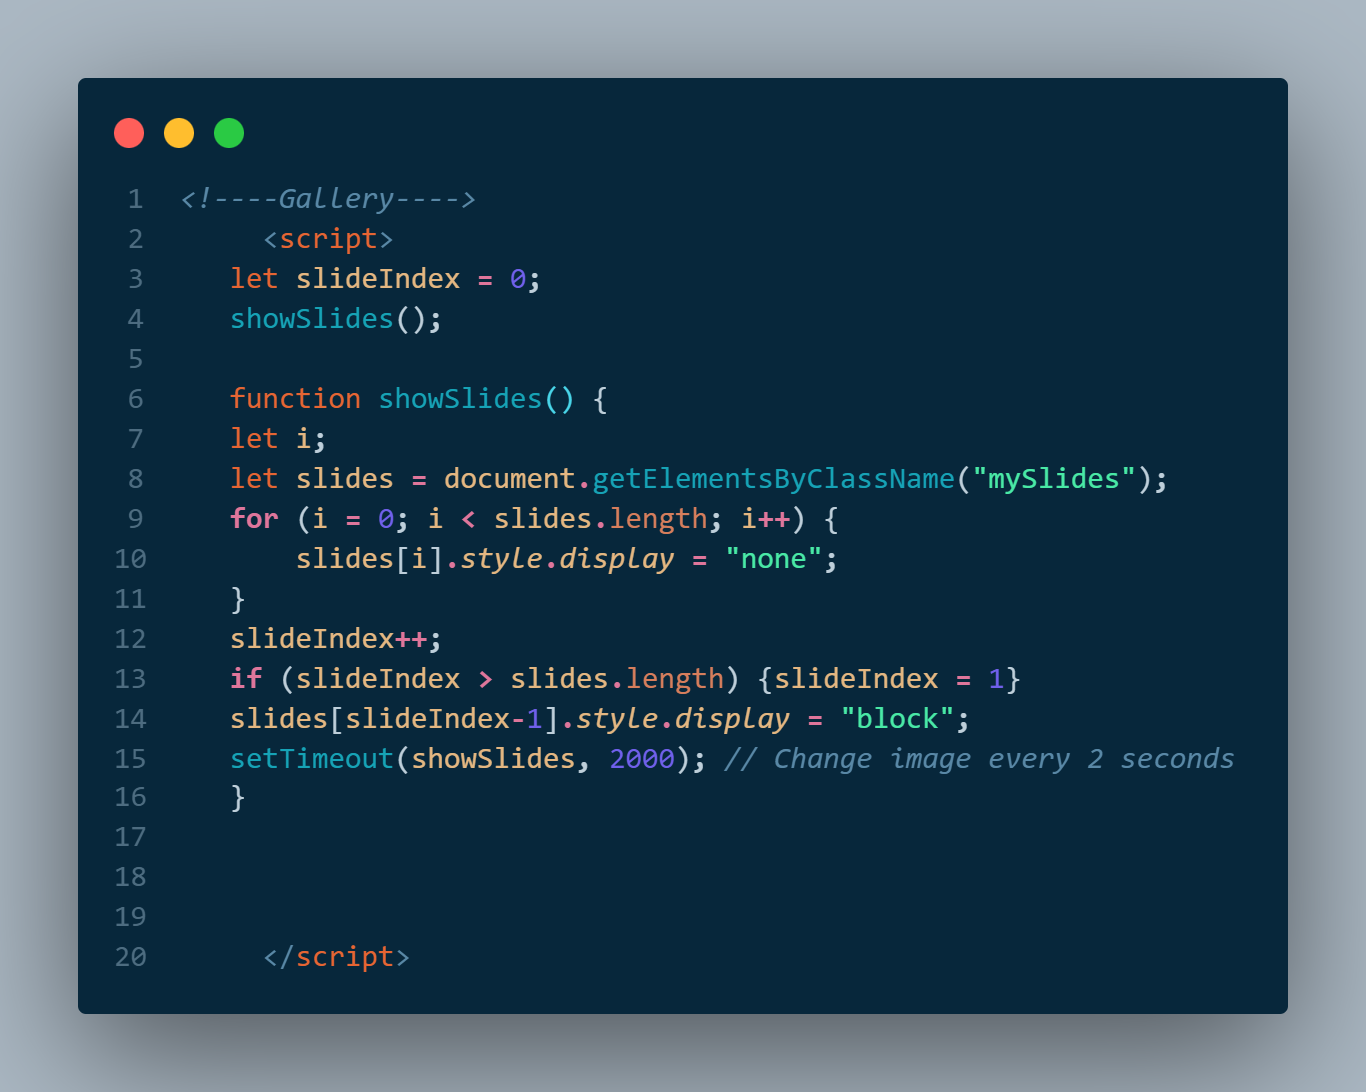 1 <!----Gallery---->
2 <script>
3 let slideIndex = 0;
4 showSlides();
5
6 function showSlides() {
7 let i;
8 let slides = document.getElementsByClassName("mySlides");
9 for (i = 0; i < slides.length; i++) {
10 slides[i].style.display = "none";
11 }
12 slideIndex++;
13 if (slideIndex > slides.length) {slideIndex = 1}
14 slides[slideIndex-1].style.display = "block";
15 setTimeout(showSlides, 2000); // Change image every 2 seconds
16 }
17
18
19
20 </script>